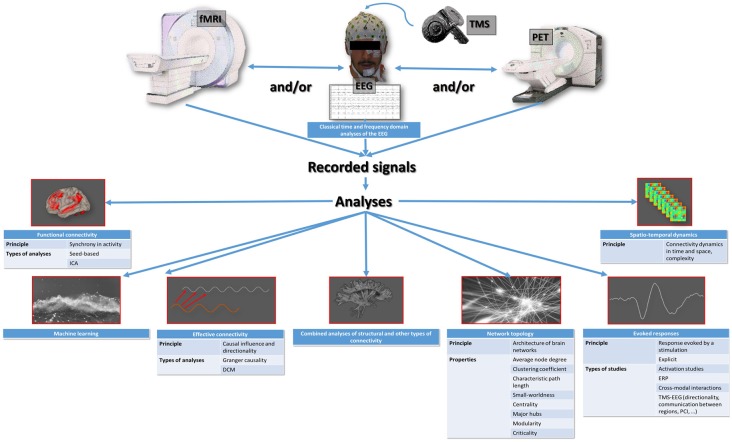 fMRI
TMS
PET
and/or
and/or
EEG
Classical time and frequency domain
analyses of the EEG
Recorded signals
Analyses
Functional connectivity
Principle Synchrony in activity
Types of analyses Seed-based
ICA
Spatio-temporal dynamics
Principle Connectivity dynamics
in time and space,
complexity
Machine learning
Effective connectivity
Principle Causal influence and
directionality
Types of analyses Granger causality
DCM
Combined analyses of structural and other types of
connectivity
Network topology
Principle Architecture of brain
networks
Properties Average node degree
Clustering coefficient
Characteristic path
length
Small-worldness
Centrality
Major hubs
Modularity
Criticality
Evoked responses
Principle Response evoked by a
stimulation
Explicit
Types of studies Activation studies
ERP
Cross-modal interactions
TMS-EEG (directionality,
communication between
regions, PCI, ...)